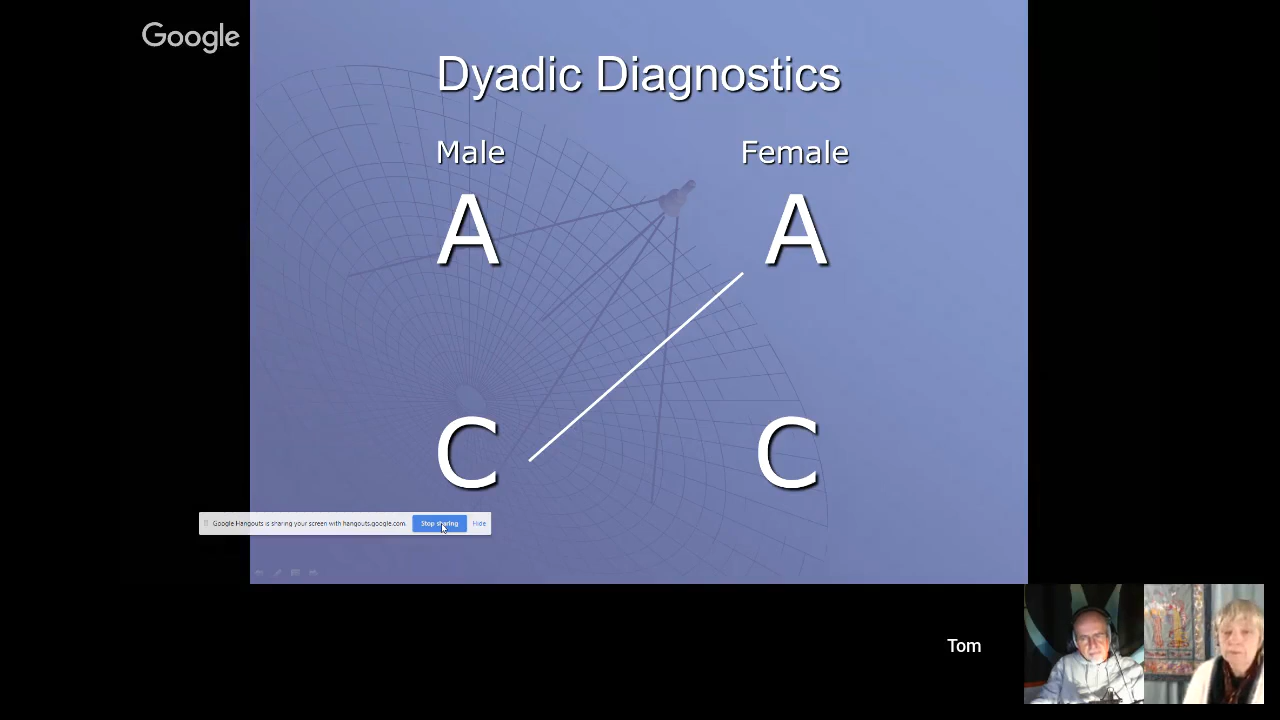 Google
Dyadic Diagnostics
Male Female
A A
C C
Google Hangouts is sharing your screen with hangouts.google.com. Stop sharing Hide
Tom